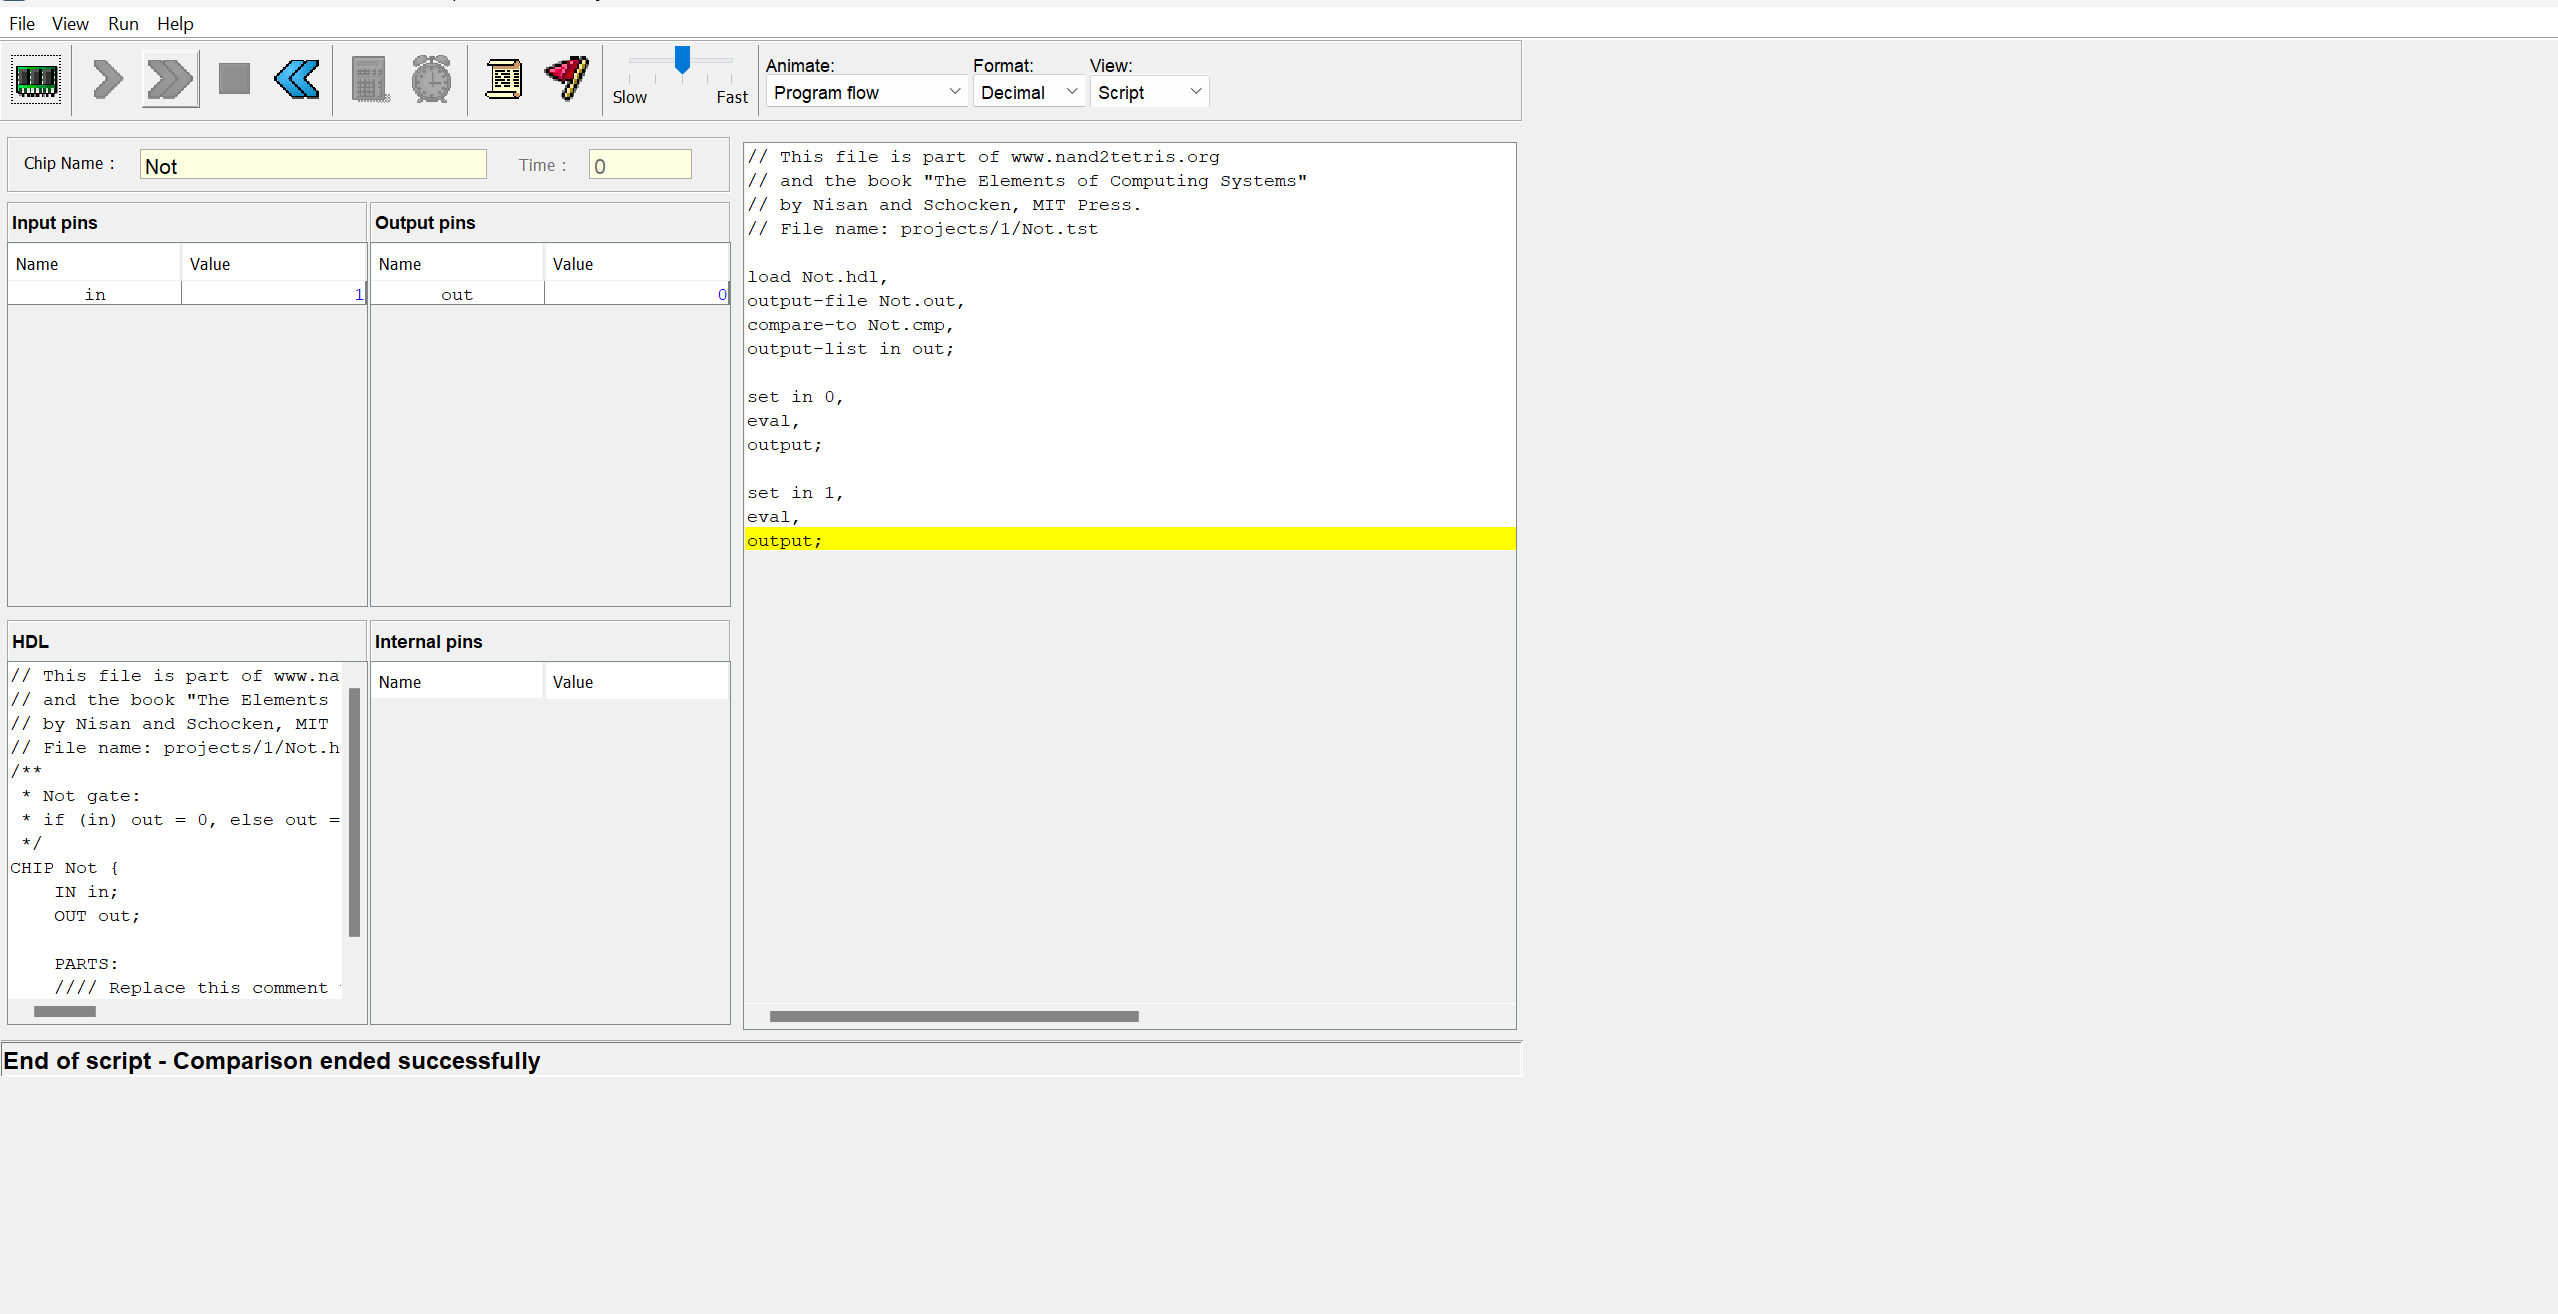 File View Run Help
Animate: Format: View:
Slow Fast Program flow Decimal Script
Chip Name : Not Time : 0
Input pins Output pins
Name Value Name Value
in 1 out 0
// This file is part of www.nand2tetris.org
// and the book "The Elements of Computing Systems"
// by Nisan and Schocken, MIT Press.
// File name: projects/1/Not.tst
load Not.hdl,
output-file Not.out,
compare-to Not.cmp,
output-list in out;
set in 0,
eval,
output;
set in 1,
eval,
output;
HDL Internal pins
Name Value
// This file is part of www.na
// and the book "The Elements
// by Nisan and Schocken, MIT
// File name: projects/1/Not.h
/**
* Not gate:
* if (in) out = 0, else out =
*/
CHIP Not {
IN in;
OUT out;
PARTS:
//// Replace this comment
End of script - Comparison ended successfully